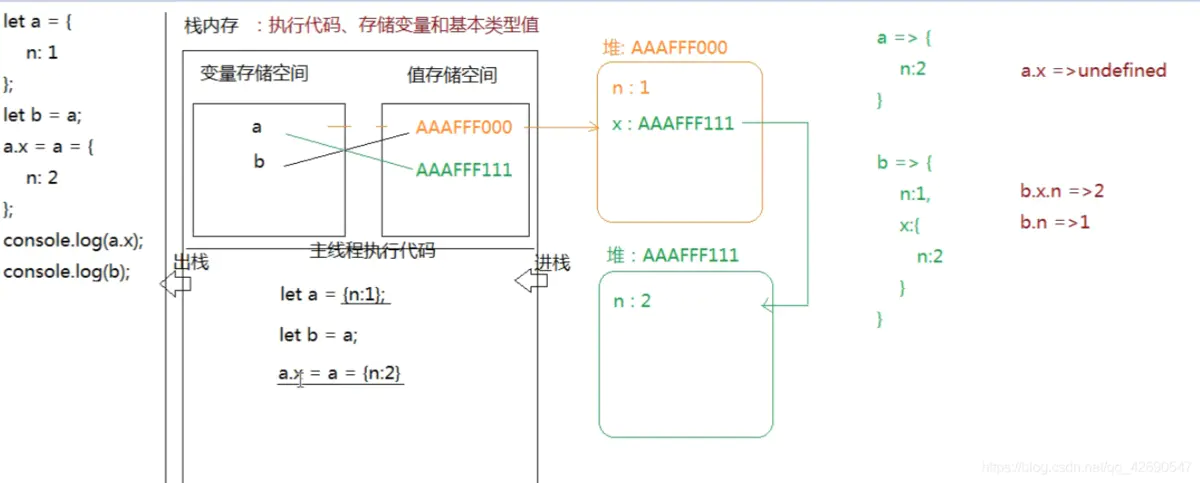 let a = {
n: 1
};
let b = a;
a.x = a = {
n: 2
};
console.log(a.x);
console.log(b);
栈内存 ：执行代码、存储变量和基本类型值
变量存储空间
值存储空间
a
b
AAAFFF000
AAAFFF111
主线程执行代码
出栈
进栈
let a = {n:1};
let b = a;
a.x = a = {n:2}
堆: AAAFFF000
n : 1
x : AAAFFF111
堆 : AAAFFF111
n : 2
a => {
n:2
}
a.x =>undefined
b => {
n:1,
x:{
n:2
}
}
b.x.n =>2
b.n =>1
https://blog.csdn.net/qq_42690647